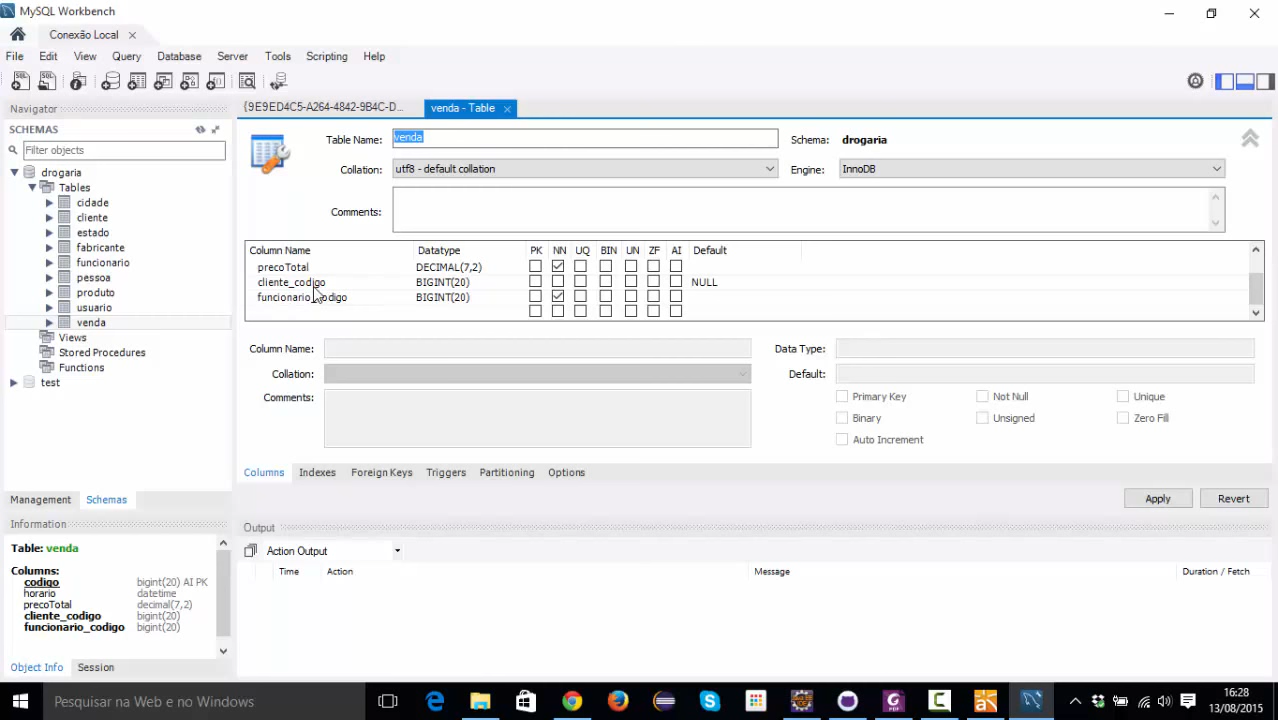 MySQL Workbench
Conexão Local
File Edit View Query Database Server Tools Scripting Help
Navigator
SCHEMAS
Filter objects
drogaria
Tables
cidade
cliente
estado
fabricante
funcionario
pessoa
produto
usuario
venda
Views
Stored Procedures
Functions
test
Management Schemas
Information
Table: venda
Columns:
codigo bigint(20) AI PK
horario datetime
precoTotal decimal(7,2)
cliente_codigo bigint(20)
funcionario_codigo bigint(20)
Object Info Session
{9E9ED4C5-A264-4842-9B4C-D... venda - Table
Table Name: venda Schema: drogaria
Collation: utf8 - default collation Engine: InnoDB
Comments:
Column Name Datatype PK NN UQ BIN UN ZF AI Default
precoTotal DECIMAL(7,2)
cliente_codigo BIGINT(20) NULL
funcionario_codigo BIGINT(20)
Column Name: Data Type:
Collation: Default:
Comments: Primary Key Not Null Unique
Binary Unsigned Zero Fill
Auto Increment
Columns Indexes Foreign Keys Triggers Partitioning Options
Apply Revert
Output
Action Output
Time Action Message Duration / Fetch
Pesquisar na Web e no Windows
16:28
13/08/2015